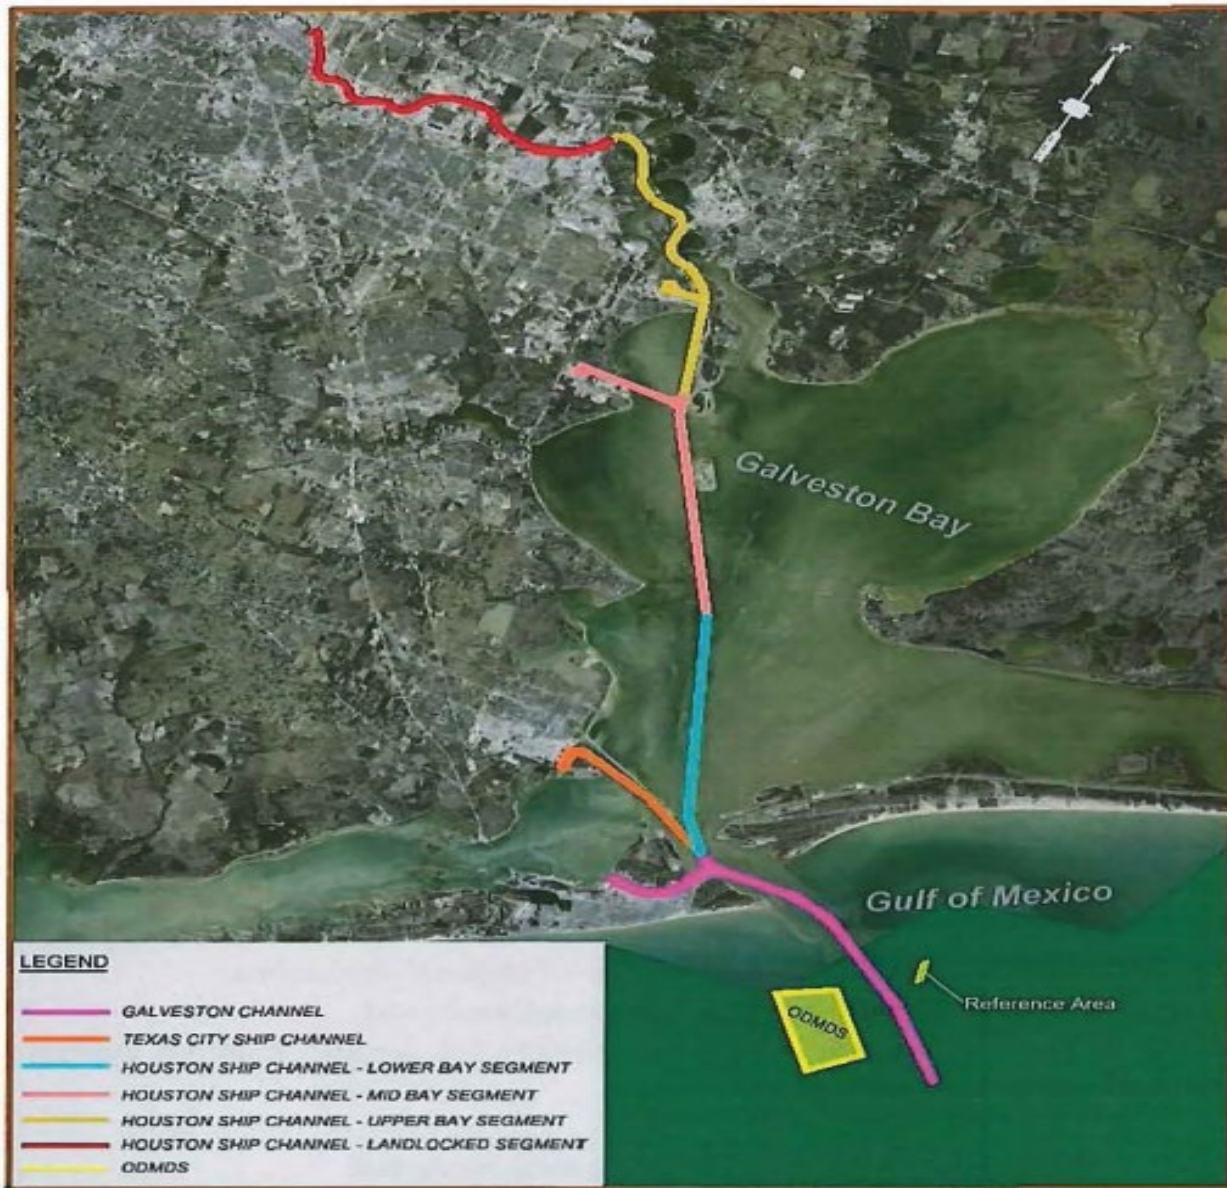 Galveston Bay
Gulf of Mexico
Reference Area
ODMDS
LEGEND
GALVESTON CHANNEL
TEXAS CITY SHIP CHANNEL
HOUSTON SHIP CHANNEL - LOWER BAY SEGMENT
HOUSTON SHIP CHANNEL - MID BAY SEGMENT
HOUSTON SHIP CHANNEL - UPPER BAY SEGMENT
HOUSTON SHIP CHANNEL - LANDLOCKED SEGMENT
ODMDS